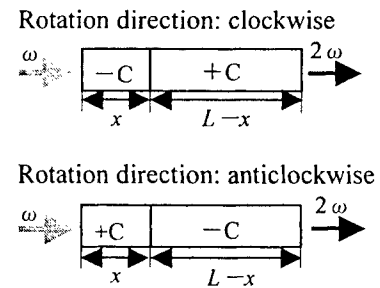 Rotation direction: clockwise
ω −C +C 2ω
x L−x
Rotation direction: anticlockwise
ω +C −C 2ω
x L−x